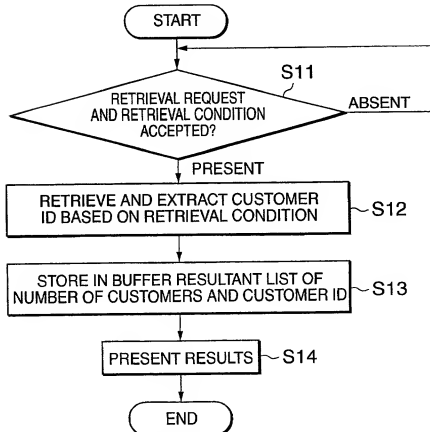 START
S11
RETRIEVAL REQUEST
AND RETRIEVAL CONDITION
ACCEPTED?
ABSENT
PRESENT
RETRIEVE AND EXTRACT CUSTOMER
ID BASED ON RETRIEVAL CONDITION
S12
STORE IN BUFFER RESULTANT LIST OF
NUMBER OF CUSTOMERS AND CUSTOMER ID
S13
PRESENT RESULTS
S14
END